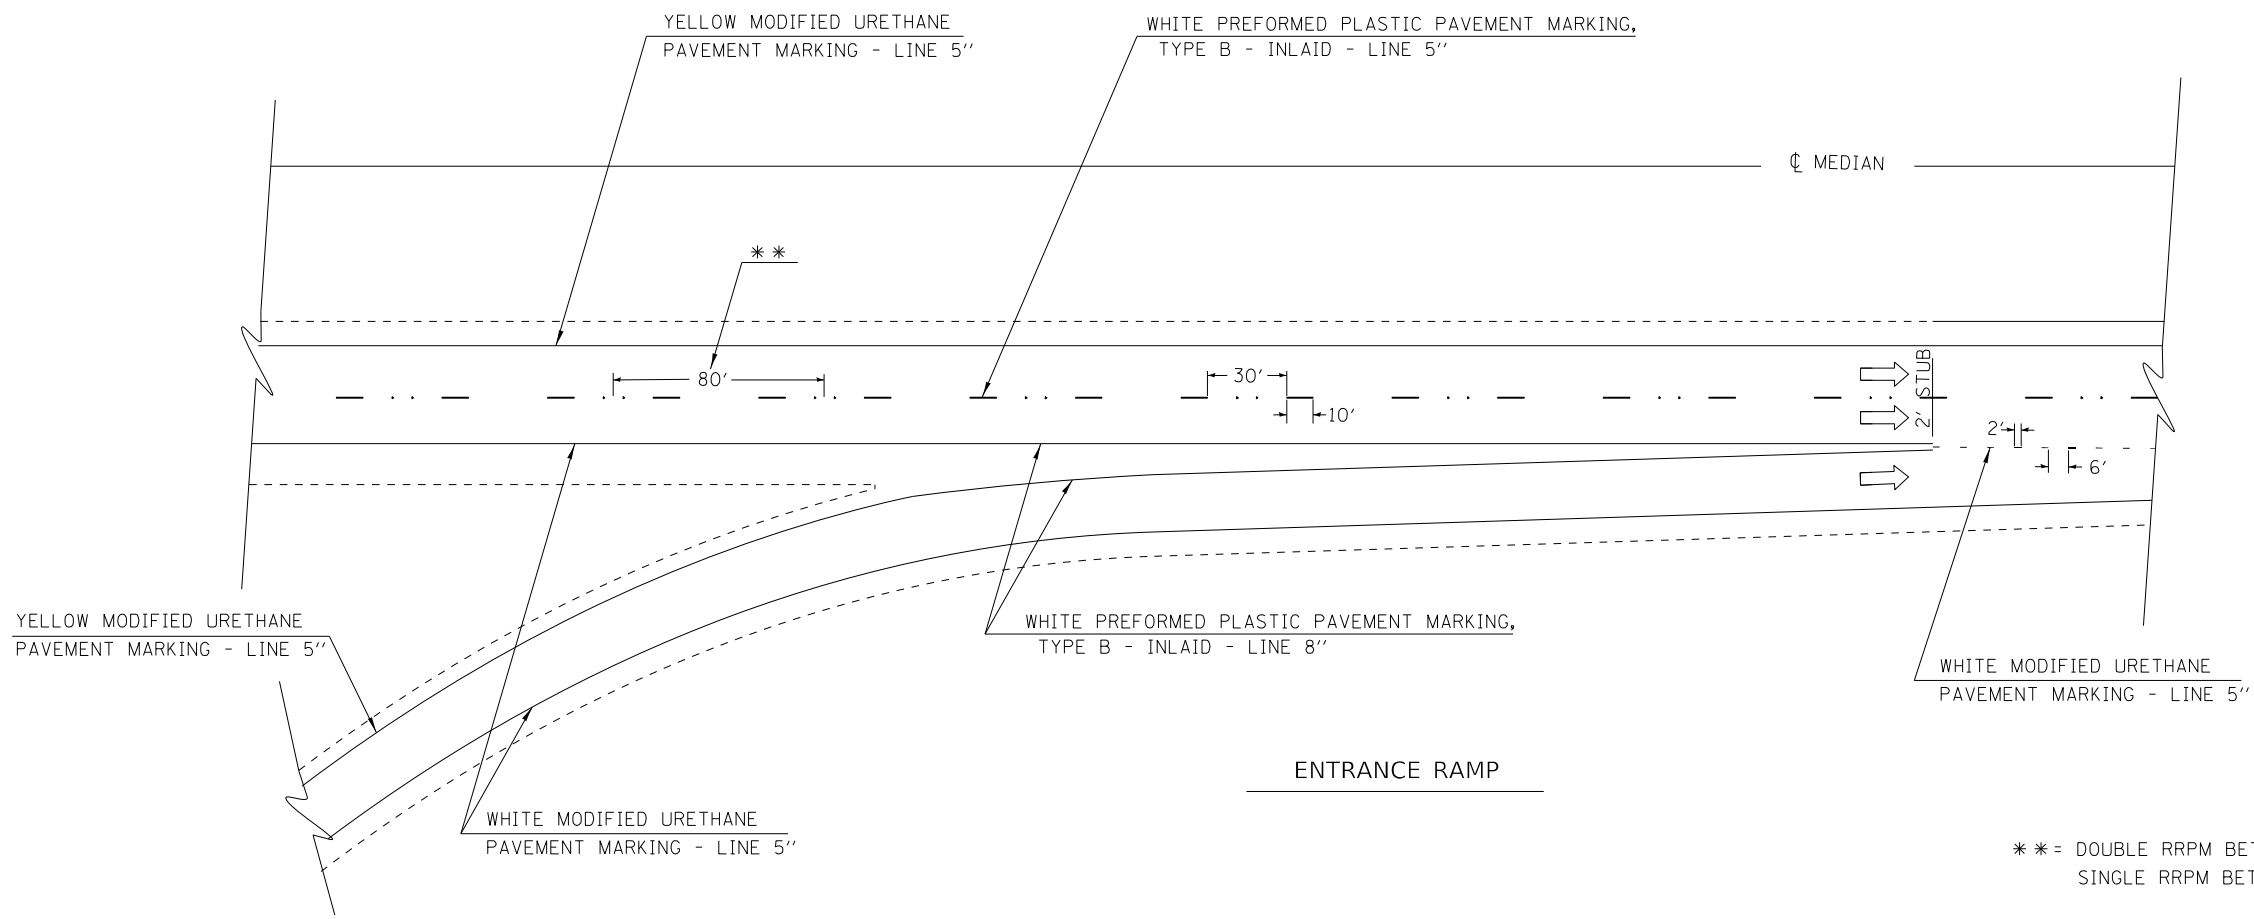 YELLOW MODIFIED URETHANE
PAVEMENT MARKING - LINE 5''
WHITE PREFORMED PLASTIC PAVEMENT MARKING,
TYPE B - INLAID - LINE 5''
℄ MEDIAN
**
80'
30'
10'
2' STUB
2'
6'
YELLOW MODIFIED URETHANE
PAVEMENT MARKING - LINE 5''
WHITE PREFORMED PLASTIC PAVEMENT MARKING,
TYPE B - INLAID - LINE 8''
WHITE MODIFIED URETHANE
PAVEMENT MARKING - LINE 5''
ENTRANCE RAMP
WHITE MODIFIED URETHANE
PAVEMENT MARKING - LINE 5''
** = DOUBLE RRPM
SINGLE RRPM